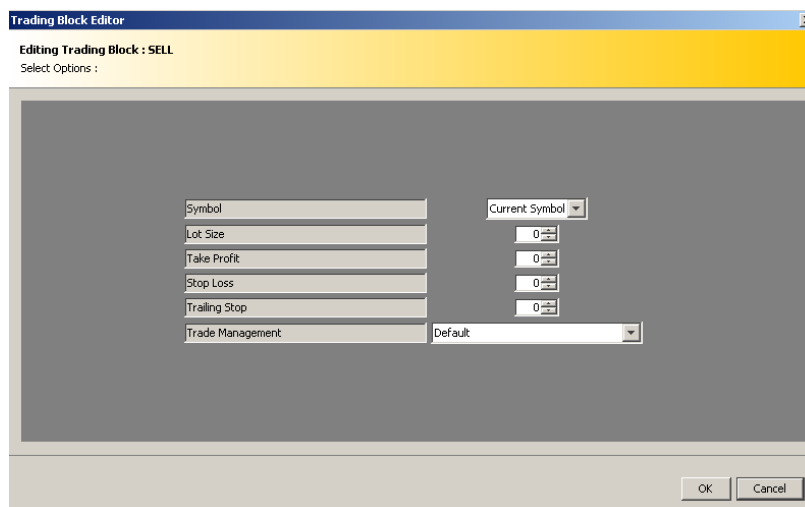 Trading Block Editor
Editing Trading Block : SELL
Select Options :
Symbol Current Symbol
Lot Size 0
Take Profit 0
Stop Loss 0
Trailing Stop 0
Trade Management Default
OK Cancel